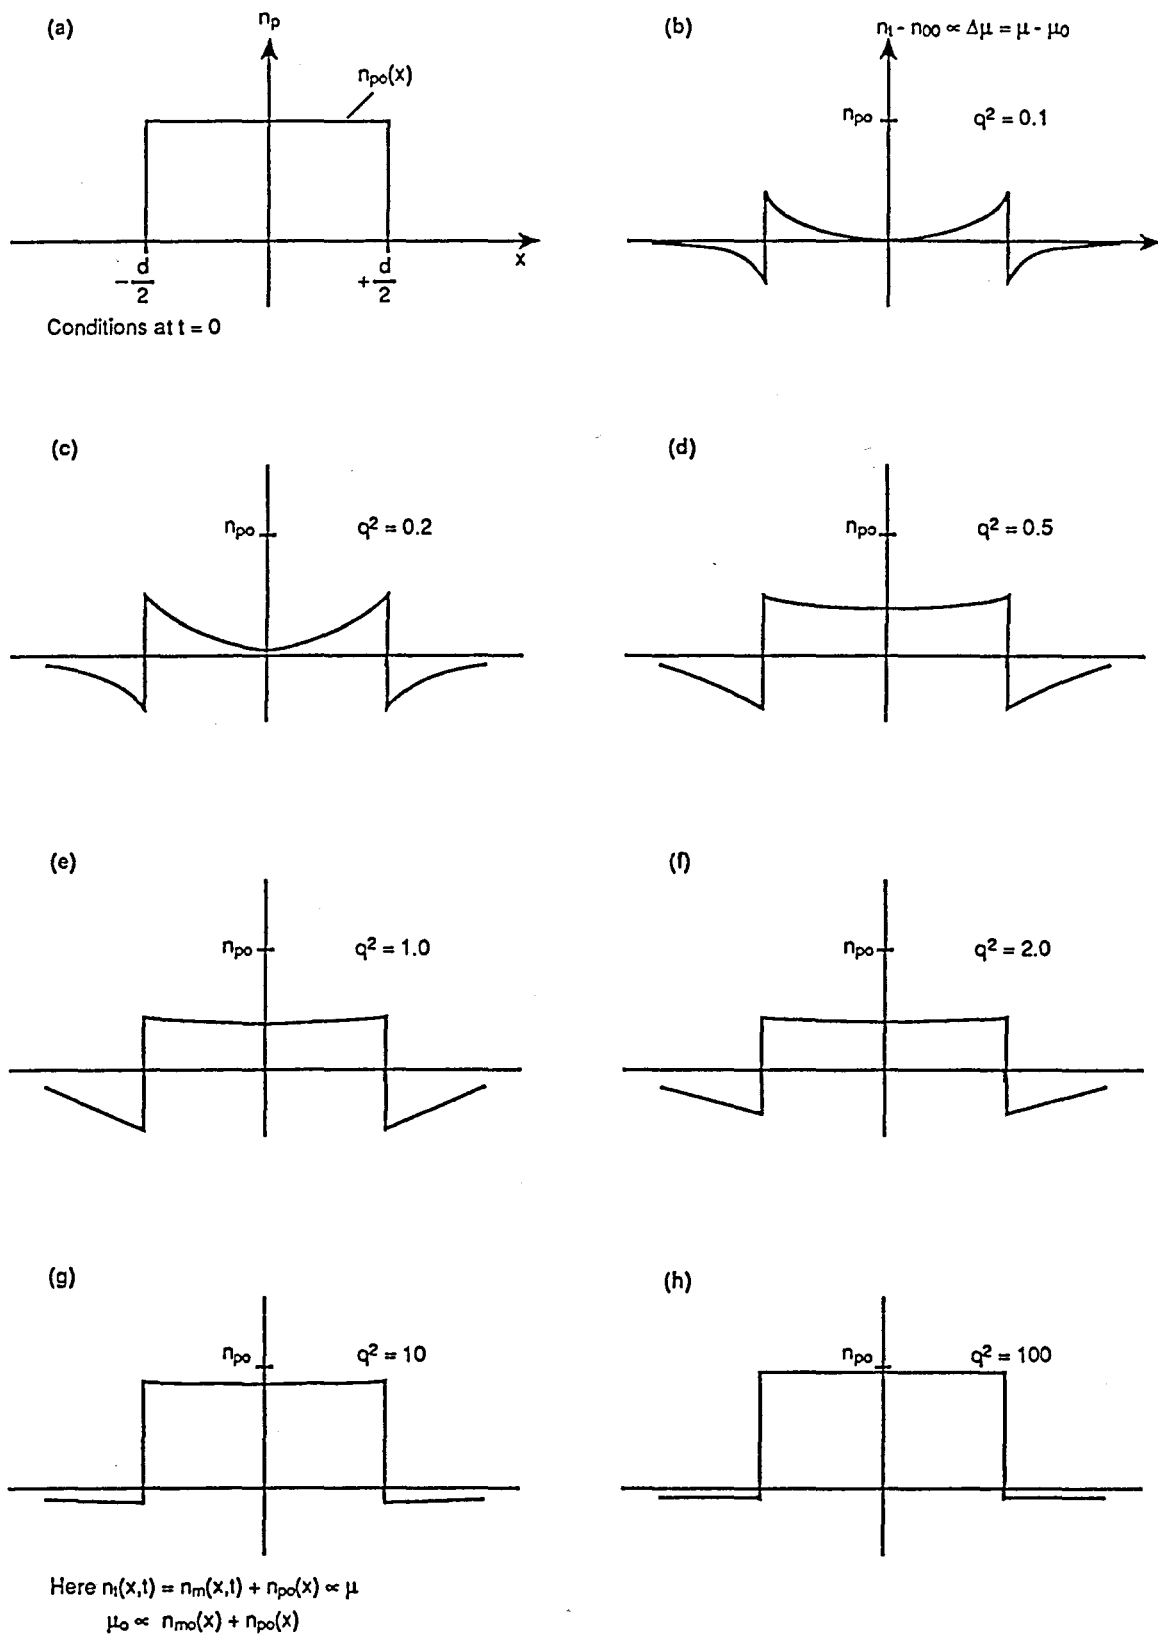 (a)
n_p
n_po(x)
x
-d/2
+d/2
Conditions at t = 0
(b)
n_t - n_oo ∝ Δμ = μ - μ_o
n_po
q² = 0.1
(c)
n_po
q² = 0.2
(d)
n_po
q² = 0.5
(e)
n_po
q² = 1.0
(f)
n_po
q² = 2.0
(g)
n_po
q² = 10
(h)
n_po
q² = 100
Here n_t(x,t) = n_m(x,t) + n_po(x) ∝ μ
μ_o ∝ n_mo(x) + n_po(x)